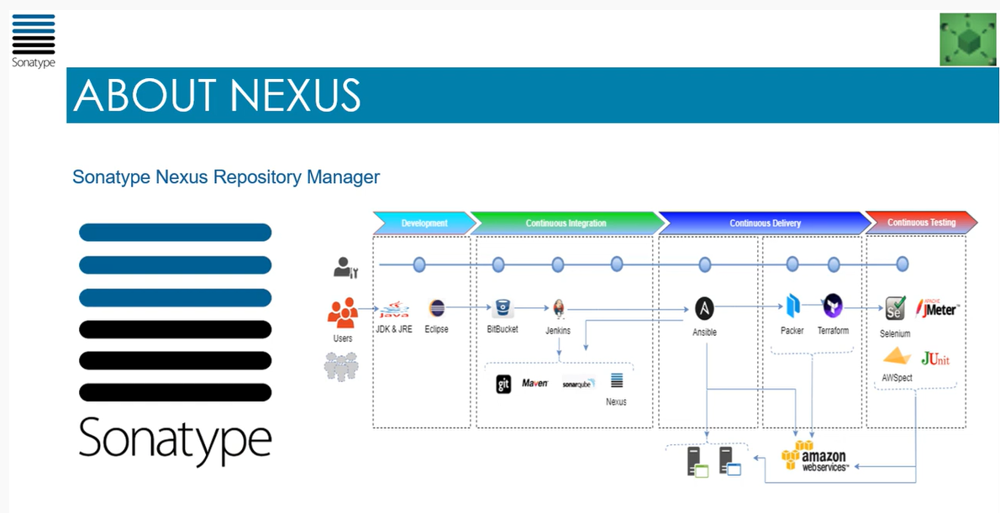 Sonatype
ABOUT NEXUS
Sonatype Nexus Repository Manager
Sonatype
Development
Continuous Integration
Continuous Delivery
Continuous Testing
Users
Java
JDK & JRE
Eclipse
BitBucket
Jenkins
Ansible
Packer
Terraform
Se
Selenium
APACHE
JMeter™
git
Maven
sonarqube
Nexus
AWSpect
JUnit
amazon
webservices™